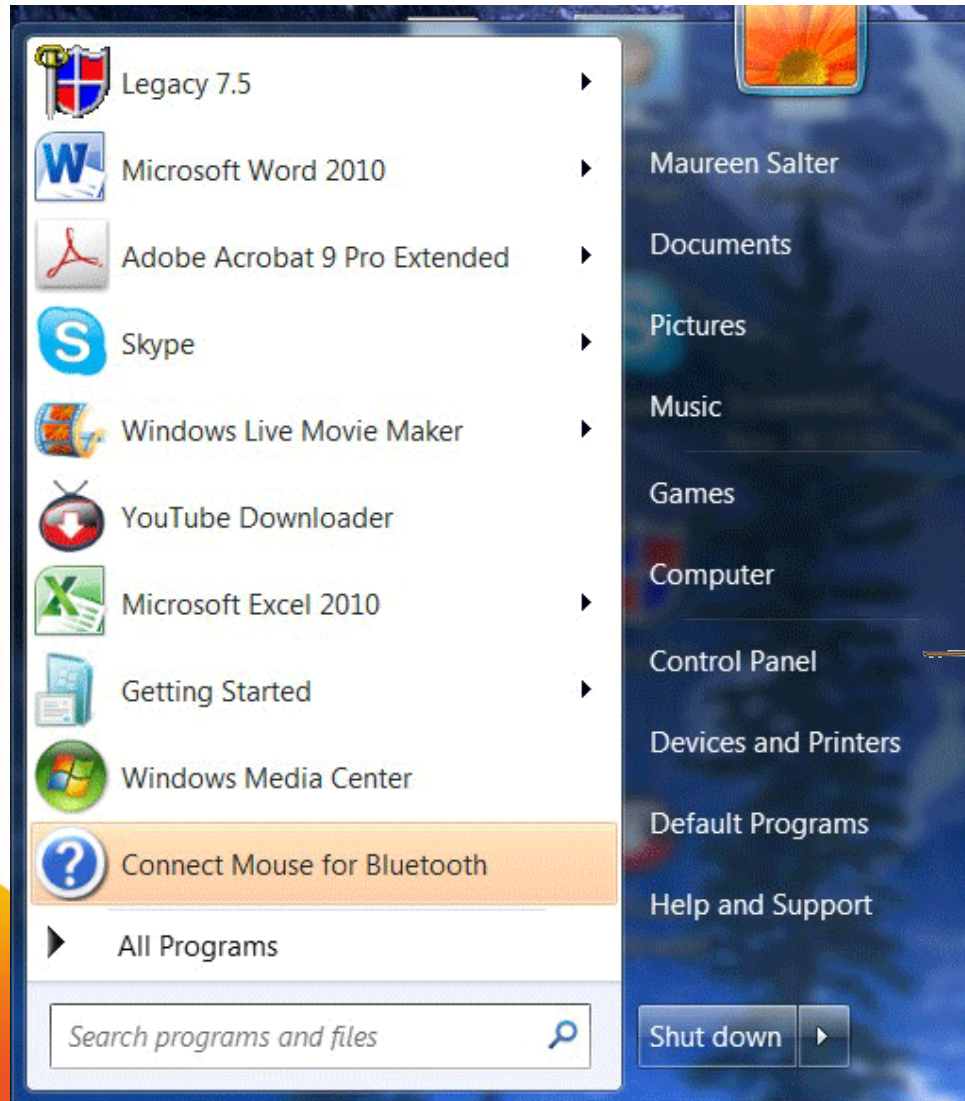 Legacy 7.5
Microsoft Word 2010
Adobe Acrobat 9 Pro Extended
Skype
Windows Live Movie Maker
YouTube Downloader
Microsoft Excel 2010
Getting Started
Windows Media Center
Connect Mouse for Bluetooth
All Programs
Search programs and files
Maureen Salter
Documents
Pictures
Music
Games
Computer
Control Panel
Devices and Printers
Default Programs
Help and Support
Shut down